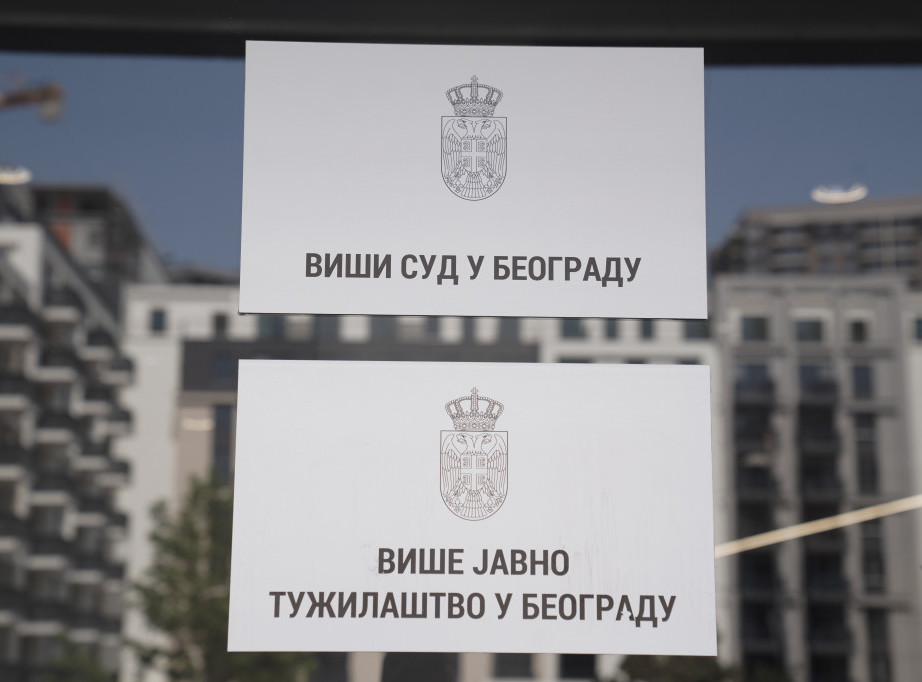 ВИШИ СУД У БЕОГРАДУ
ВИШЕ ЈАВНО
ТУЖИЛАШТВО У БЕОГРАДУ